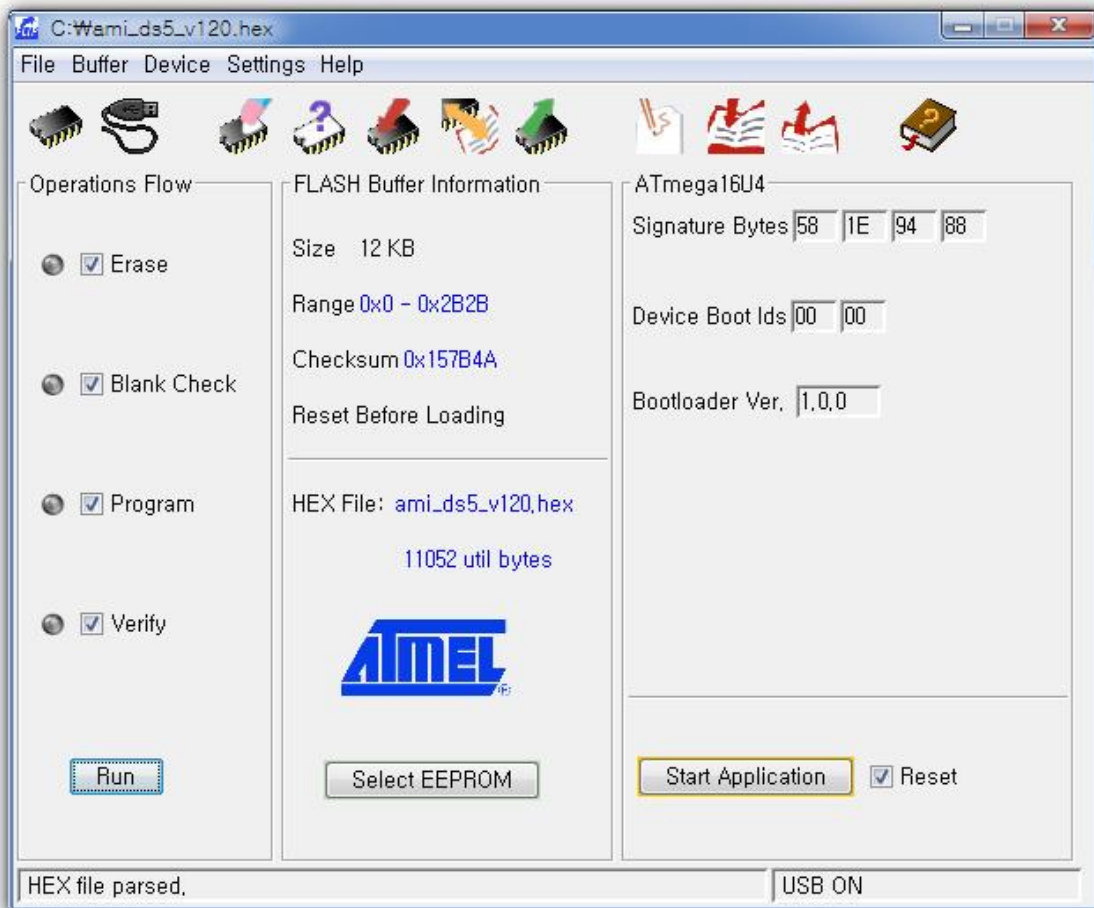 C:₩ami_ds5_v120.hex
File Buffer Device Settings Help
Operations Flow
Erase
Blank Check
Program
Verify
Run
FLASH Buffer Information
Size 12 KB
Range 0x0 - 0x2B2B
Checksum 0x157B4A
Reset Before Loading
HEX File: ami_ds5_v120.hex
11052 util bytes
ATMEL®
Select EEPROM
ATmega16U4
Signature Bytes 58 1E 94 88
Device Boot Ids 00 00
Bootloader Ver. 1.0.0
Start Application Reset
HEX file parsed.
USB ON